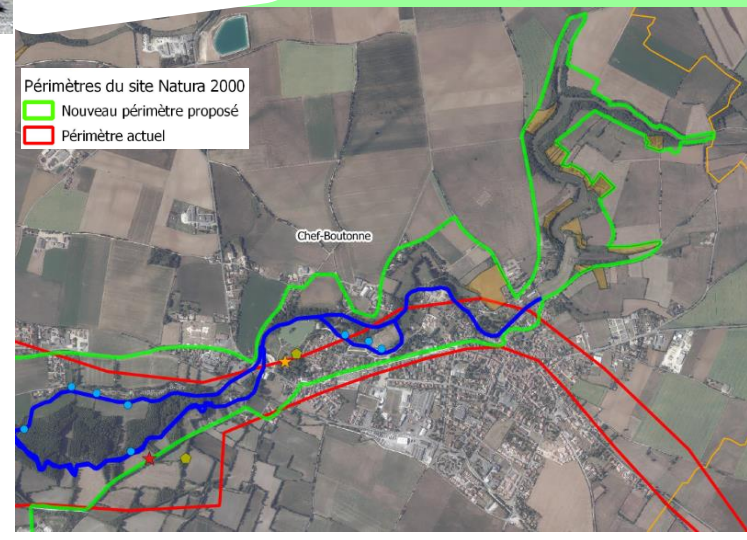 Périmètres du site Natura 2000
Nouveau périmètre proposé
Périmètre actuel
Chef-Boutonne